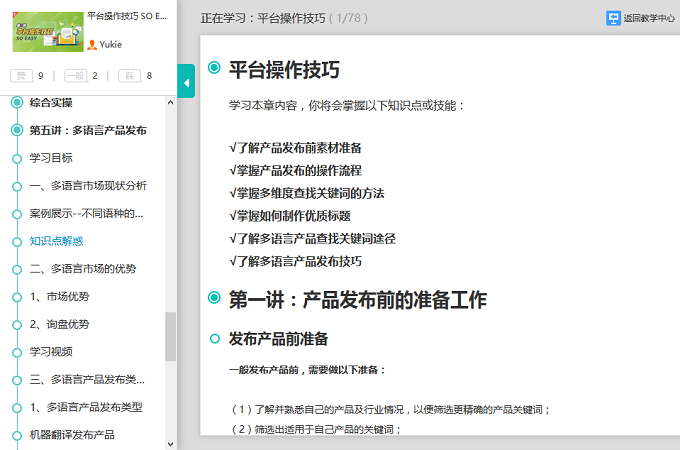 平台操作技巧
SO EASY
平台操作技巧 SO E...
Yukie
赞 9 | 一般 2 | 踩 8
综合实操
第五讲：多语言产品发布
学习目标
一、多语言市场现状分析
案例展示--不同语种的...
知识点解惑
二、多语言市场的优势
1、市场优势
2、询盘优势
学习视频
三、多语言产品发布类...
1、多语言产品发布类型
机器翻译发布产品
正在学习：平台操作技巧（1/78）
返回教学中心
平台操作技巧
学习本章内容，你将会掌握以下知识点或技能：
√了解产品发布前素材准备
√掌握产品发布的操作流程
√掌握多维度查找关键词的方法
√掌握如何制作优质标题
√了解多语言产品查找关键词途径
√了解多语言产品发布技巧
第一讲：产品发布前的准备工作
发布产品前准备
一般发布产品前，需要做以下准备：
（1）了解并熟悉自己的产品及行业情况，以便筛选更精确的产品关键词；
（2）筛选出适用于自己产品的关键词；